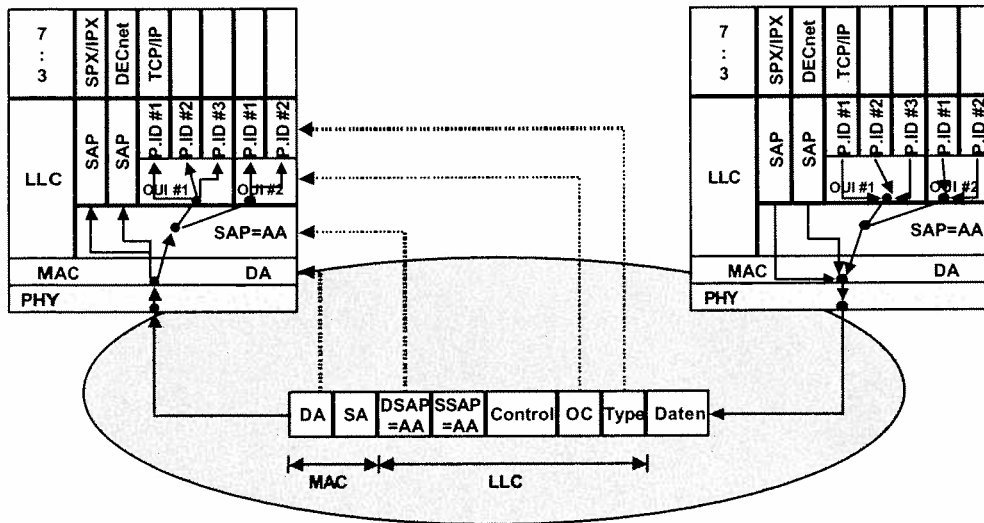 7
:
3
SPX/IPX
DECnet
TCP/IP
LLC
SAP
SAP
P.ID #1
P.ID #2
P.ID #3
P.ID #1
P.ID #2
OUI #1
OUI #2
SAP=AA
MAC
DA
PHY
7
:
3
SPX/IPX
DECnet
TCP/IP
LLC
SAP
SAP
P.ID #1
P.ID #2
P.ID #3
P.ID #1
P.ID #2
OUI #1
OUI #2
SAP=AA
MAC
DA
PHY
DA
SA
DSAP
=AA
SSAP
=AA
Control
OC
Type
Daten
MAC
LLC